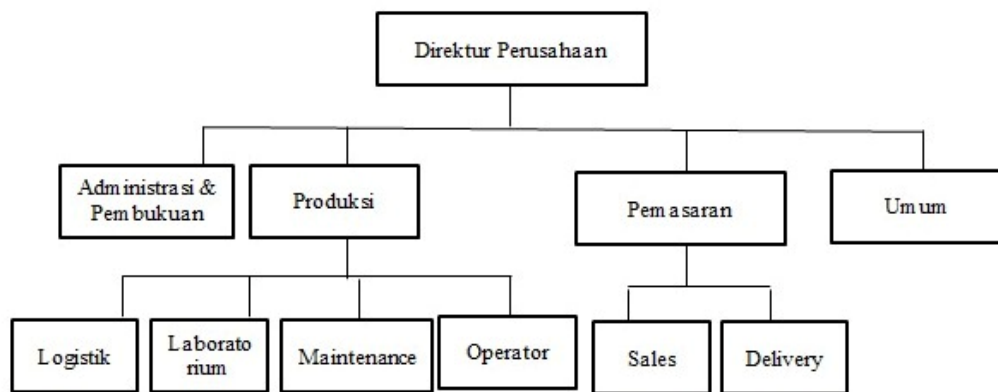 Direktur Perusahaan
Administrasi &
Pembukuan
Produksi
Pemasaran
Umum
Logistik
Laborato
rium
Maintenance
Operator
Sales
Delivery